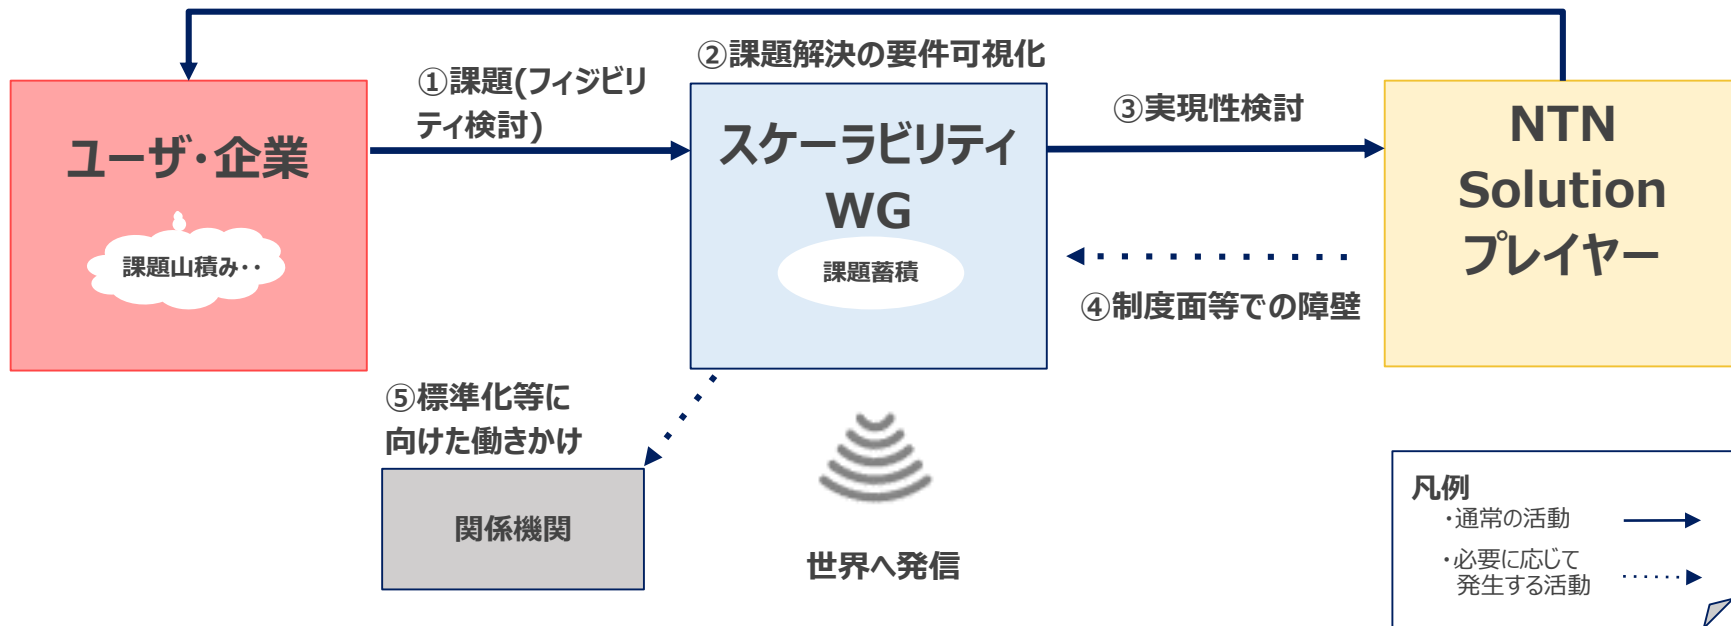 ②課題解決の要件可視化
①課題(フィジビリ
ティ検討)
③実現性検討
ユーザ・企業
課題山積み・・
スケーラビリティ
WG
課題蓄積
NTN
Solution
プレイヤー
④制度面等での障壁
⑤標準化等に
向けた働きかけ
関係機関
世界へ発信
凡例
・通常の活動
・必要に応じて
発生する活動